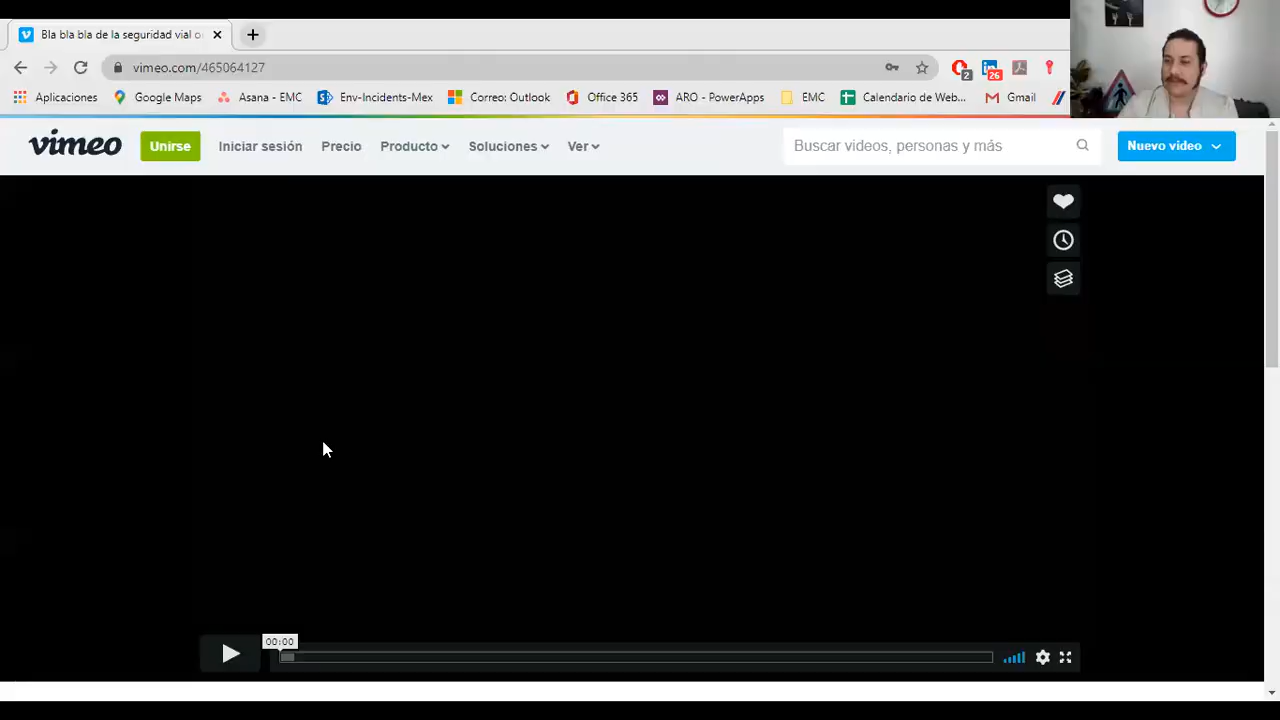 Bla bla bla de la seguridad vial o
vimeo.com/465064127
2
26
Aplicaciones Google Maps Asana - EMC Env-Incidents-Mex Correo: Outlook Office 365 ARO - PowerApps EMC Calendario de Web... Gmail
vimeo Unirse Iniciar sesión Precio Producto Soluciones Ver Buscar videos, personas y más Nuevo video
00:00